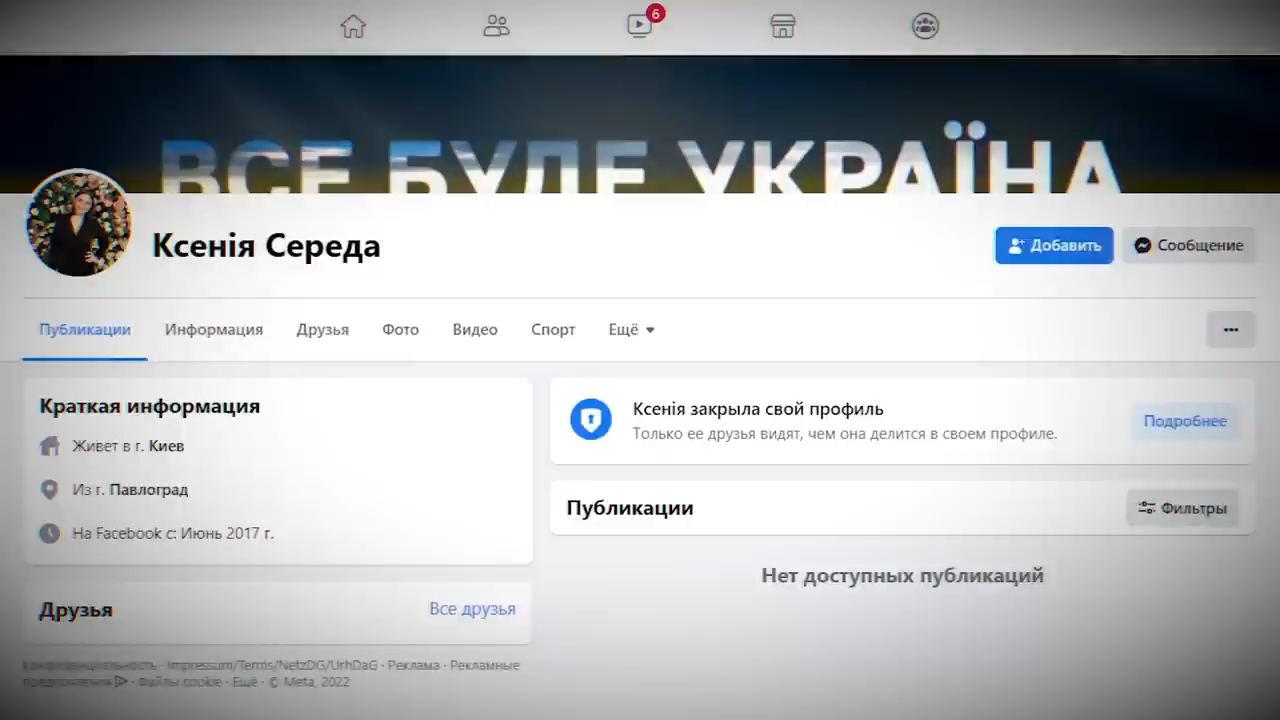 6
ВСЕ БУДЕ УКРАЇНА
Ксенія Середа
Добавить
Сообщение
Публикации
Информация
Друзья
Фото
Видео
Спорт
Ещё
Краткая информация
Живет в г. Киев
Из г. Павлоград
На Facebook с: Июнь 2017 г.
Друзья
Все друзья
Конфиденциальность · Impressum/Terms/NetzDG/UrhDaG · Реклама · Рекламные
предпочтения · Файлы cookie · Ещё · © Meta, 2022
Ксенія закрыла свой профиль
Только ее друзья видят, чем она делится в своем профиле.
Подробнее
Публикации
Фильтры
Нет доступных публикаций